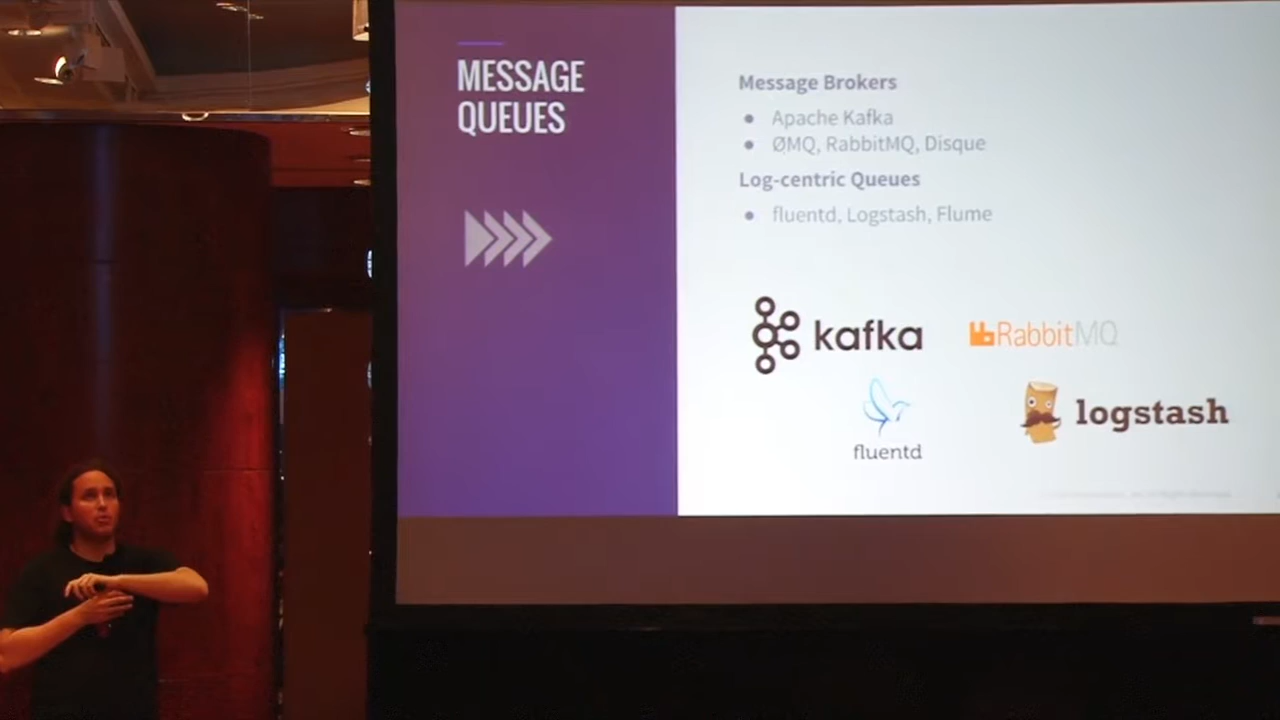 MESSAGE
QUEUES
Message Brokers
● Apache Kafka
● ØMQ, RabbitMQ, Disque
Log-centric Queues
● fluentd, Logstash, Flume
kafka
RabbitMQ
fluentd
logstash